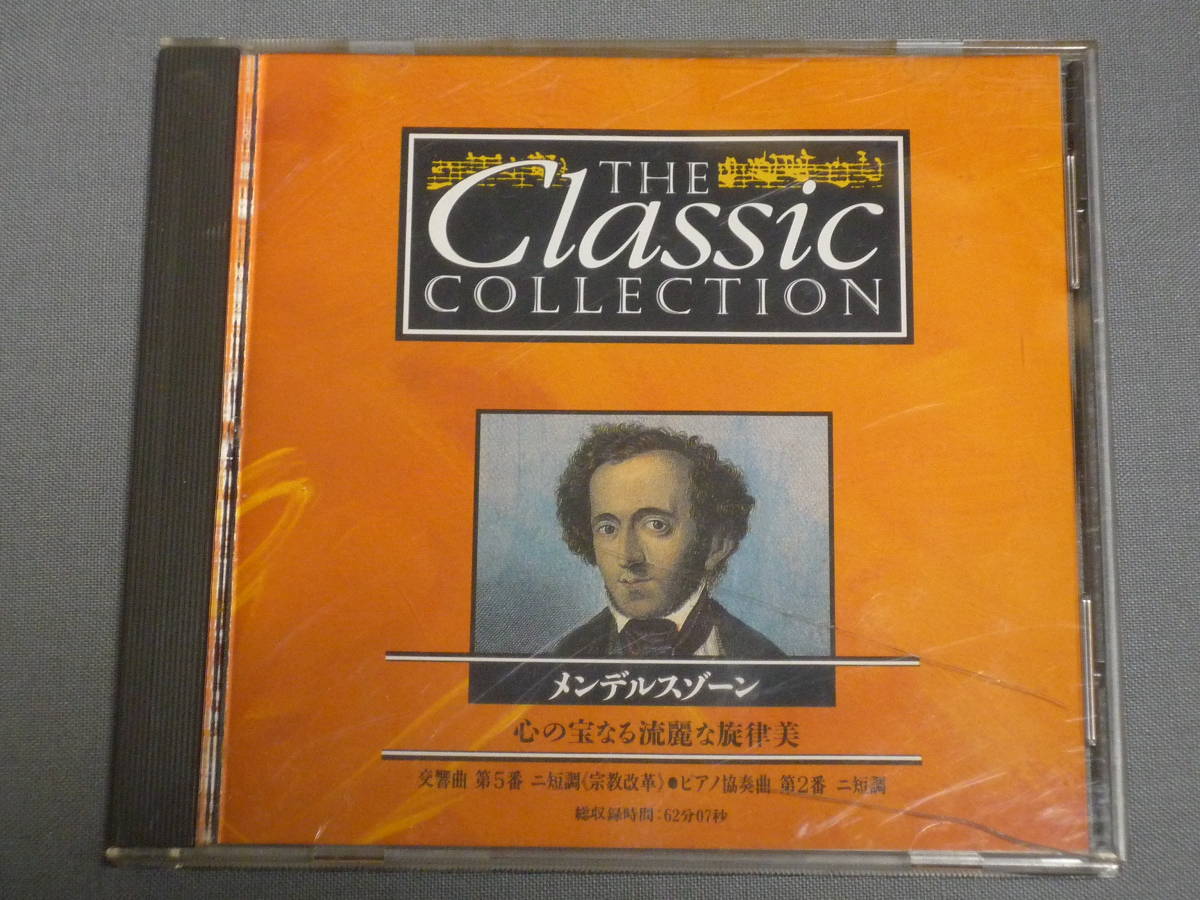 THE
Classic
COLLECTION
メンデルスゾーン
心の宝なる流麗な旋律美
交響曲 第5番 ニ短調《宗教改革》●ピアノ協奏曲 第2番 ニ短調
総収録時間:62分07秒